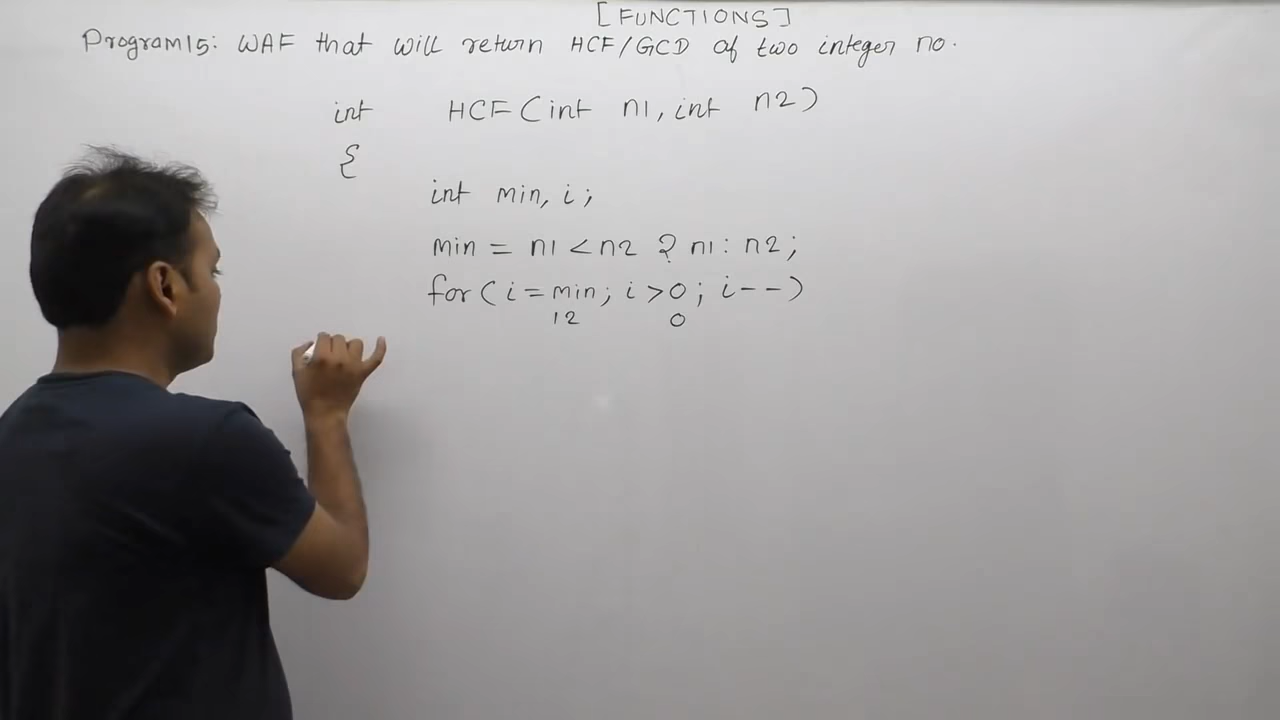 [FUNCTIONS]
Program15: WAF that will return HCF/GCD of two integer no.
int HCF(int n1, int n2)
{
int min, i;
min = n1 < n2 ? n1 : n2;
for(i = min; i > 0; i--)
12 0